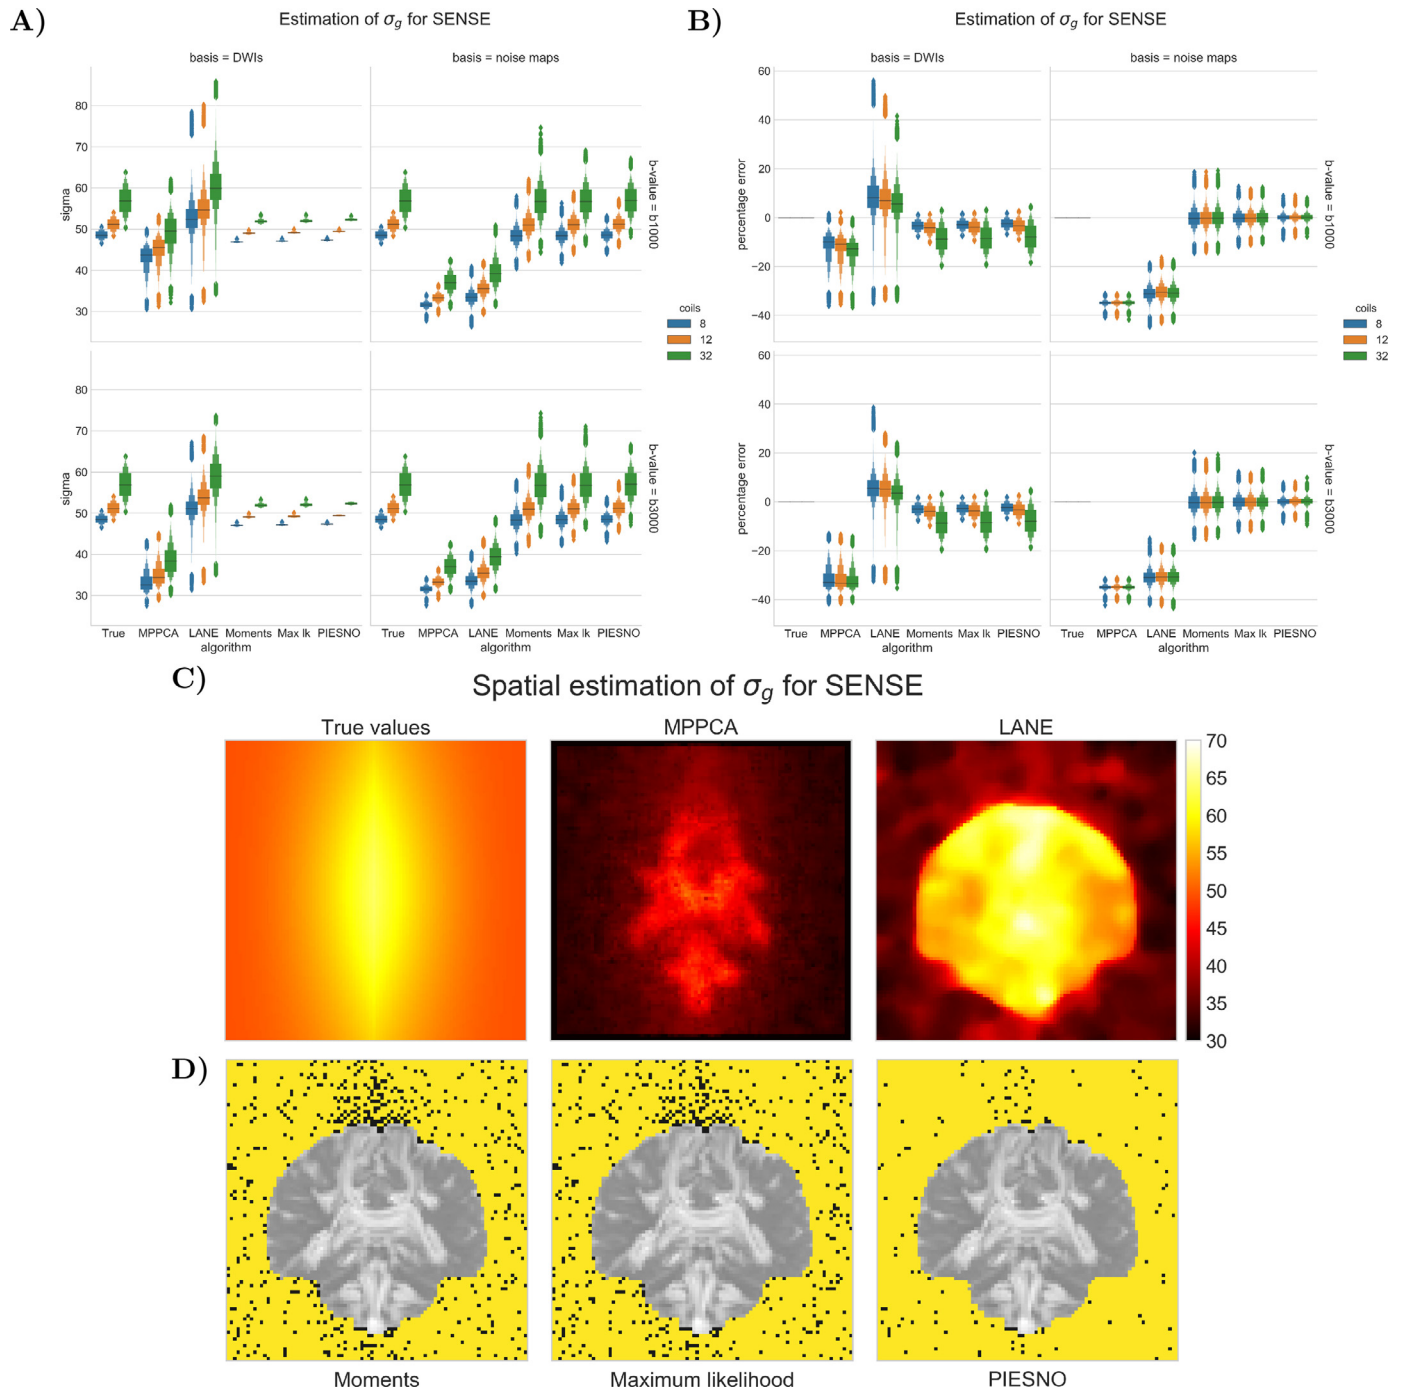 A)
Estimation of σg for SENSE
basis = DWIs
basis = noise maps
80
70
60
50
40
30
sigma
b-value = b1000
coils
8
12
32
80
70
60
50
40
30
sigma
b-value = b3000
True MPPCA LANE Moments Max lk PIESNO
algorithm
True MPPCA LANE Moments Max lk PIESNO
algorithm
B)
Estimation of σg for SENSE
basis = DWIs
basis = noise maps
60
40
20
0
−20
−40
percentage error
b-value = b1000
coils
8
12
32
60
40
20
0
−20
−40
percentage error
b-value = b3000
True MPPCA LANE Moments Max lk PIESNO
algorithm
True MPPCA LANE Moments Max lk PIESNO
algorithm
C)
Spatial estimation of σg for SENSE
True values
MPPCA
LANE
70
65
60
55
50
45
40
35
30
D)
Moments
Maximum likelihood
PIESNO